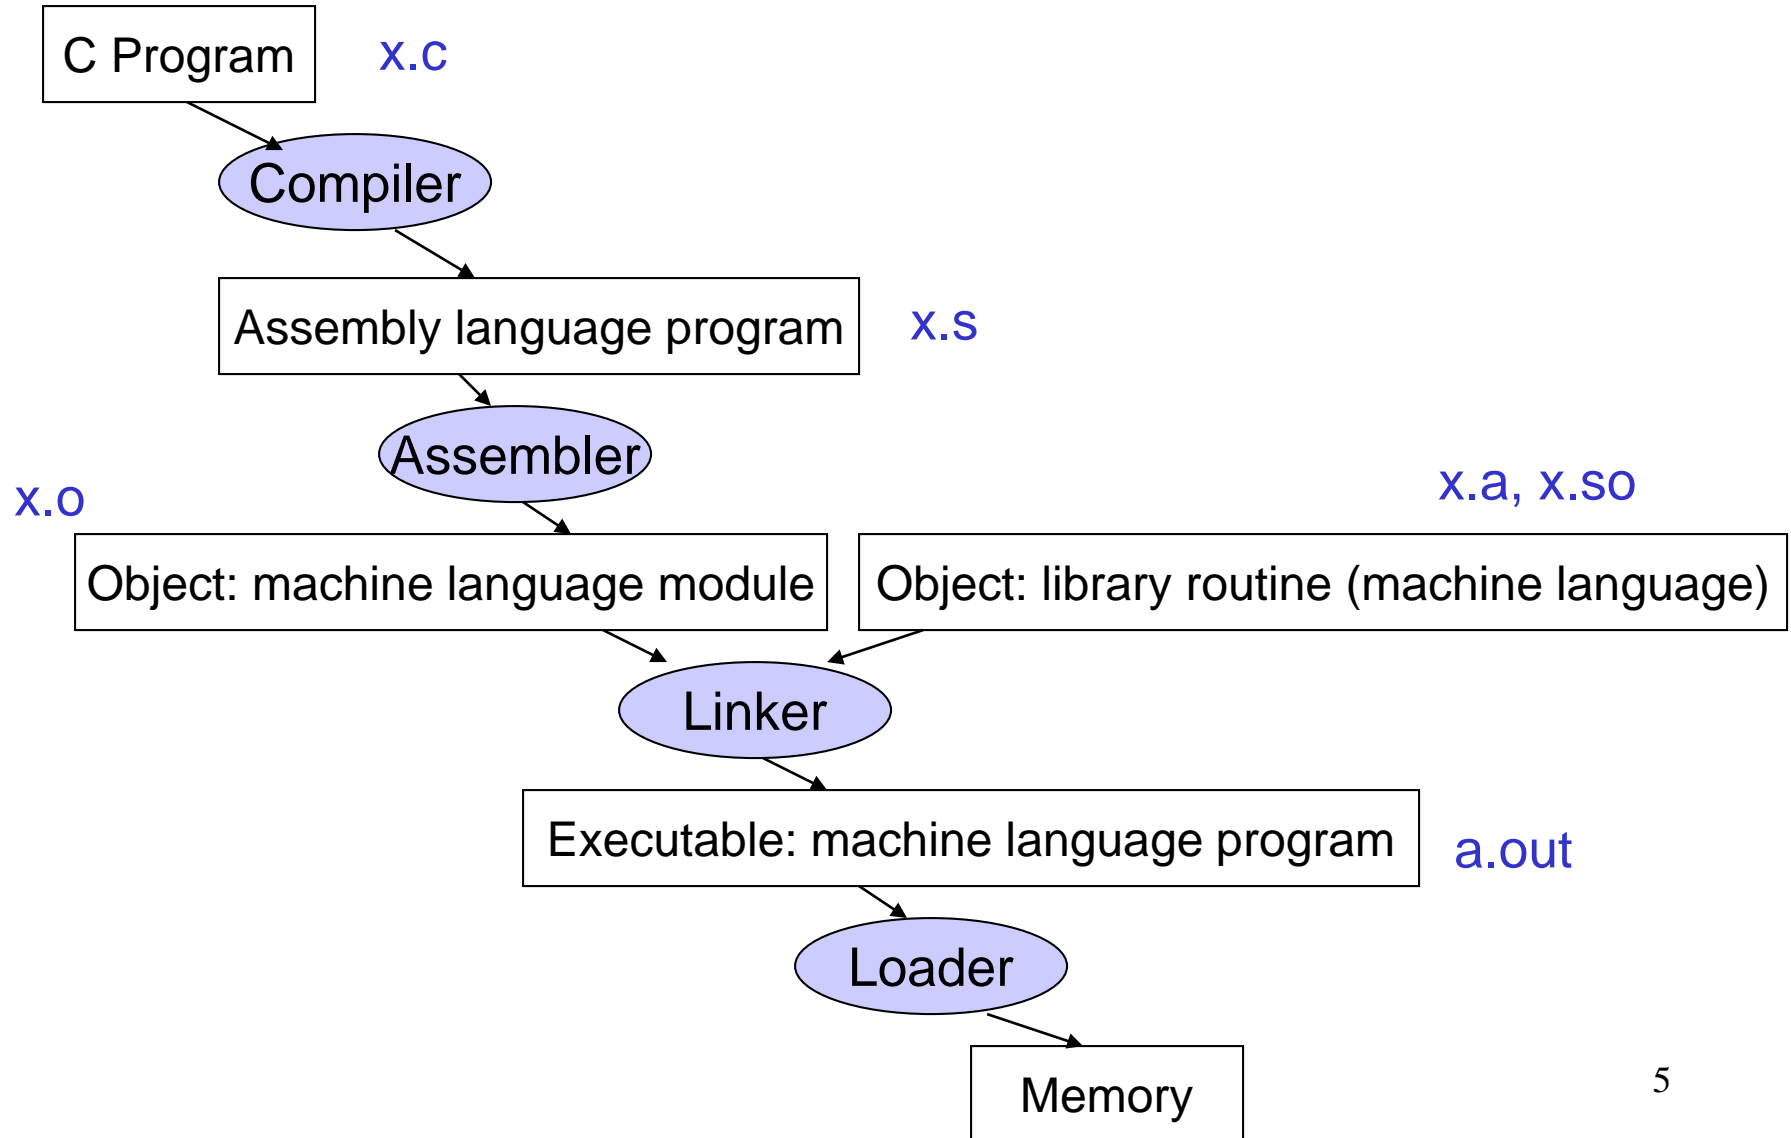 C Program
x.c
Compiler
Assembly language program
x.s
Assembler
x.o
x.a, x.so
Object: machine language module
Object: library routine (machine language)
Linker
Executable: machine language program
a.out
Loader
Memory
5